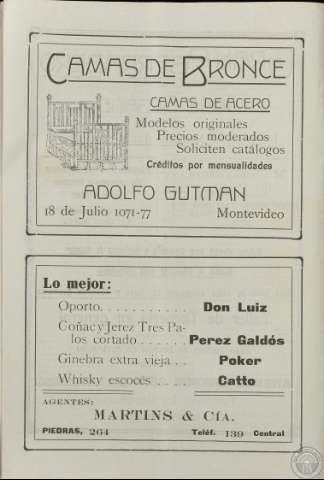 CAMAS DE BRONCE
CAMAS DE ACERO
Modelos originales
Precios moderados
Soliciten catálogos
Créditos por mensualidades
ADOLFO GUTMAN
18 de Julio 1071-77 Montevideo
Lo mejor:
Oporto. . . . . . . . . . . Don Luiz
Coñac y Jerez Tres Pa-
los cortado . . . . . Perez Galdós
Ginebra extra vieja . . Poker
Whisky escocés . . . Catto
AGENTES:
MARTINS & CÍA.
PIEDRAS, 264 Teléf. 139 Central